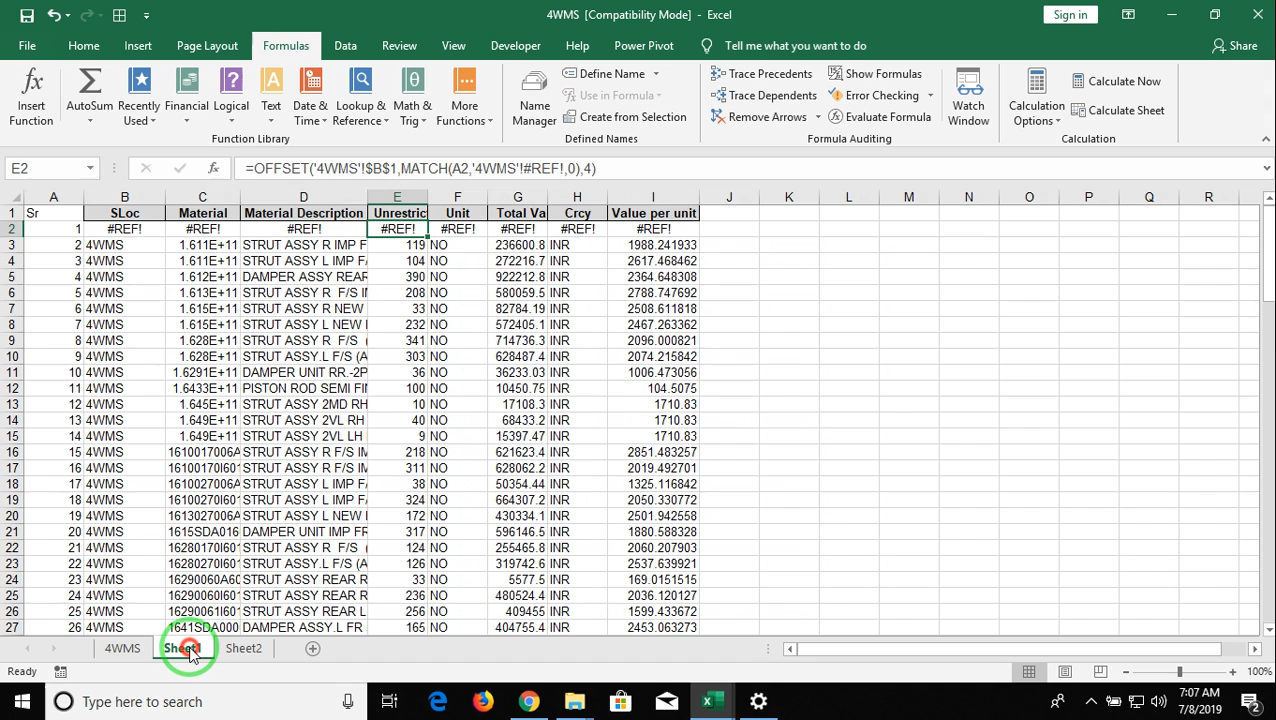 4WMS [Compatibility Mode] - Excel
Sign in
File Home Insert Page Layout Formulas Data Review View Developer Help Power Pivot Tell me what you want to do Share
Insert Function
AutoSum
Recently Used
Financial
Logical
Text
Date & Time
Lookup & Reference
Math & Trig
More Functions
Function Library
Name Manager
Define Name
Use in Formula
Create from Selection
Defined Names
Trace Precedents
Trace Dependents
Remove Arrows
Show Formulas
Error Checking
Evaluate Formula
Formula Auditing
Watch Window
Calculation Options
Calculate Now
Calculate Sheet
Calculation
E2 fx =OFFSET('4WMS'!$B$1,MATCH(A2,'4WMS'!#REF!,0),4)
A B C D E F G H I J K L M N O P Q R
1 Sr SLoc Material Material Description Unrestric Unit Total Va Crcy Value per unit
2 1 #REF! #REF! #REF! #REF! #REF! #REF! #REF! #REF!
3 2 4WMS 1.611E+11 STRUT ASSY R IMP F 119 NO 236600.8 INR 1988.241933
4 3 4WMS 1.611E+11 STRUT ASSY L IMP F/ 104 NO 272216.7 INR 2617.468462
5 4 4WMS 1.612E+11 DAMPER ASSY REAR 390 NO 922212.8 INR 2364.648308
6 5 4WMS 1.613E+11 STRUT ASSY R F/S I 208 NO 580059.5 INR 2788.747692
7 6 4WMS 1.615E+11 STRUT ASSY R NEW 33 NO 82784.19 INR 2508.611818
8 7 4WMS 1.615E+11 STRUT ASSY L NEW 232 NO 572405.1 INR 2467.263362
9 8 4WMS 1.628E+11 STRUT ASSY R F/S ( 341 NO 714736.3 INR 2096.000821
10 9 4WMS 1.628E+11 STRUT ASSY.L F/S (A 303 NO 628487.4 INR 2074.215842
11 10 4WMS 1.6291E+11 DAMPER UNIT RR.-2P 36 NO 36233.03 INR 1006.473056
12 11 4WMS 1.6433E+11 PISTON ROD SEMI FIN 100 NO 10450.75 INR 104.5075
13 12 4WMS 1.645E+11 STRUT ASSY 2MD RH 10 NO 17108.3 INR 1710.83
14 13 4WMS 1.649E+11 STRUT ASSY 2VL RH 40 NO 68433.2 INR 1710.83
15 14 4WMS 1.649E+11 STRUT ASSY 2VL LH 9 NO 15397.47 INR 1710.83
16 15 4WMS 1610017006A STRUT ASSY R F/S IM 218 NO 621623.4 INR 2851.483257
17 16 4WMS 16100170I601 STRUT ASSY R F/S IM 311 NO 628062.2 INR 2019.492701
18 17 4WMS 1610027006A STRUT ASSY L IMP F/ 38 NO 50354.44 INR 1325.116842
19 18 4WMS 16100270I601 STRUT ASSY L IMP F/ 324 NO 664307.2 INR 2050.330772
20 19 4WMS 1613027006A STRUT ASSY L NEW 172 NO 430334.1 INR 2501.942558
21 20 4WMS 1615SDA016 DAMPER UNIT IMP FR 317 NO 596146.5 INR 1880.588328
22 21 4WMS 16280170I601 STRUT ASSY R F/S ( 124 NO 255465.8 INR 2060.207903
23 22 4WMS 16280270I601 STRUT ASSY.L F/S (A 126 NO 319742.6 INR 2537.639921
24 23 4WMS 16290060A60 STRUT ASSY REAR R 33 NO 5577.5 INR 169.0151515
25 24 4WMS 16290060I601 STRUT ASSY REAR R 236 NO 480524.4 INR 2036.120127
26 25 4WMS 16290061I601 STRUT ASSY REAR L 256 NO 409455 INR 1599.433672
27 26 4WMS 1641SDA000 DAMPER ASSY.L FR 165 NO 404755.4 INR 2453.063273
4WMS Sheet1 Sheet2
Ready 100%
Type here to search
7:07 AM
7/8/2019
2